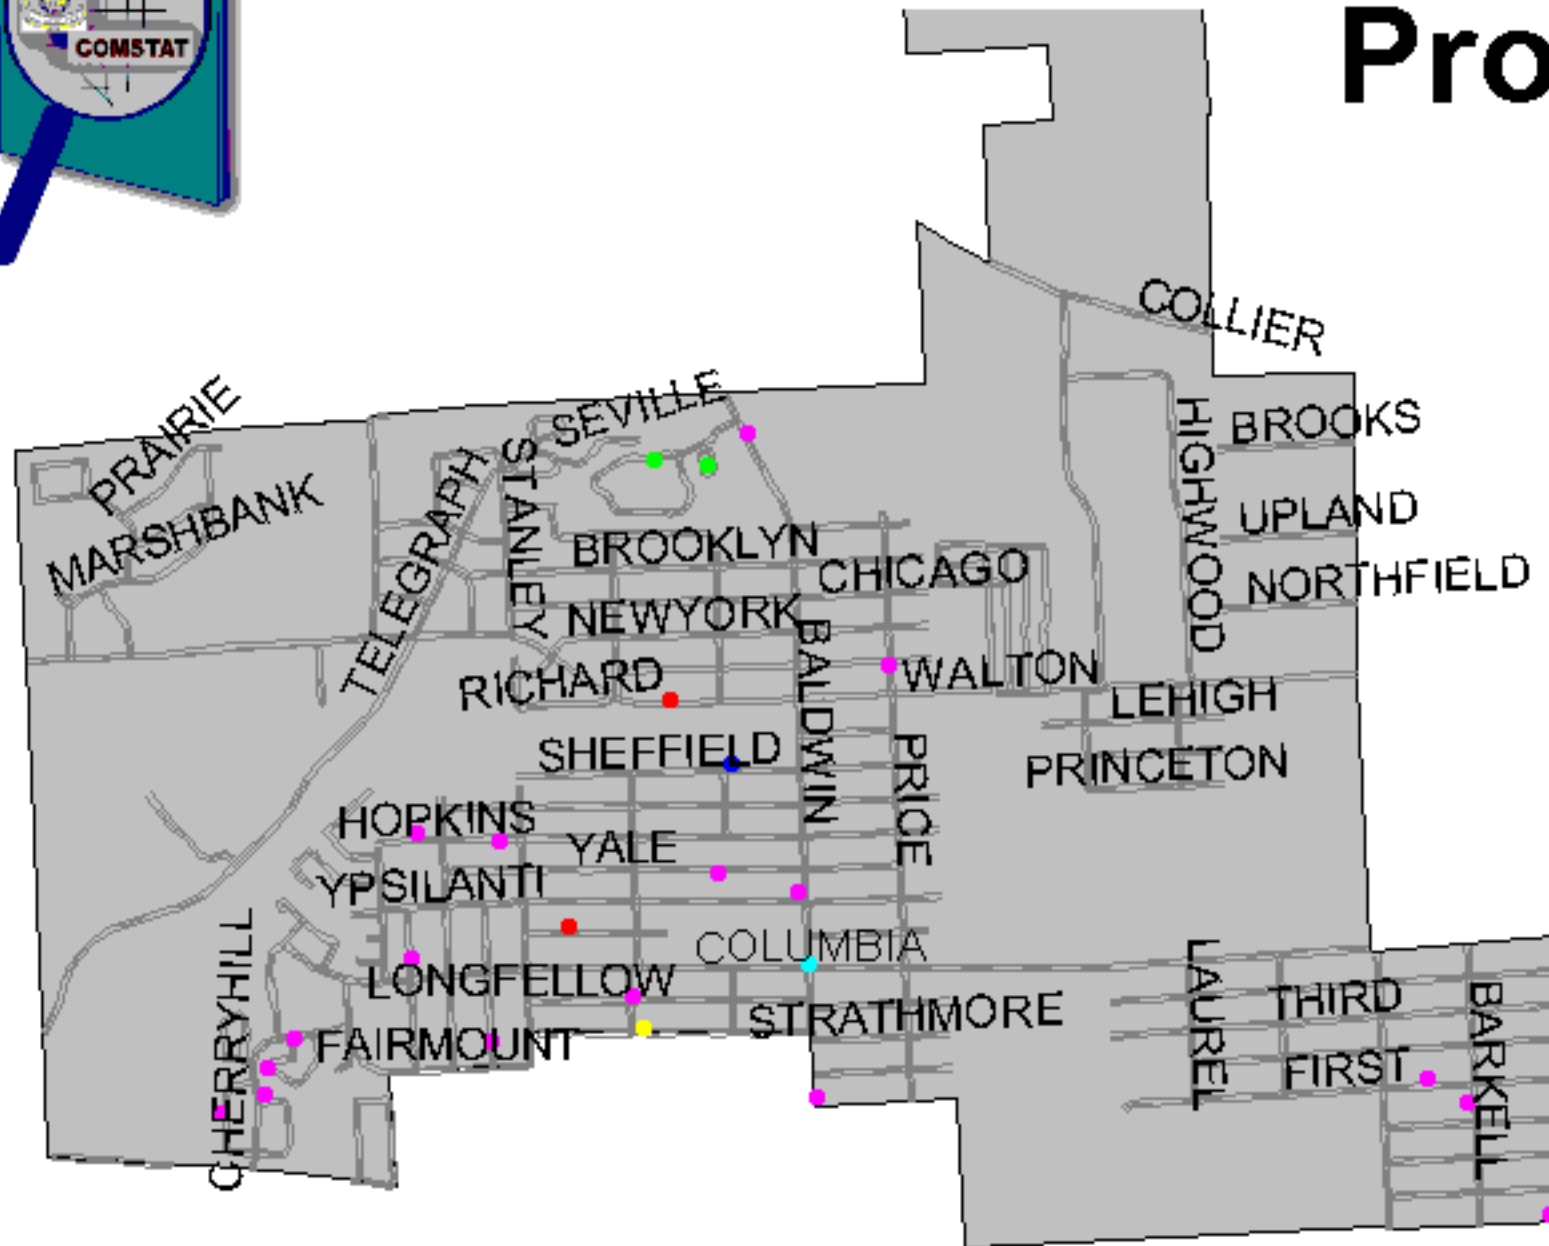 COMSTAT
Pro
COLLIER
PRAIRIE
SEVILLE
BROOKS
MARSHBANK
TELEGRAPH
STANLEY
HIGHWOOD
UPLAND
BROOKLYN
CHICAGO
NORTHFIELD
NEWYORK
RICHARD
BALDWIN
WALTON
LEHIGH
SHEFFIELD
PRICE
PRINCETON
HOPKINS
YALE
YPSILANTI
CHERRYHILL
COLUMBIA
LONGFELLOW
LAUREL
THIRD
BARKELL
STRATHMORE
FAIRMOUNT
FIRST